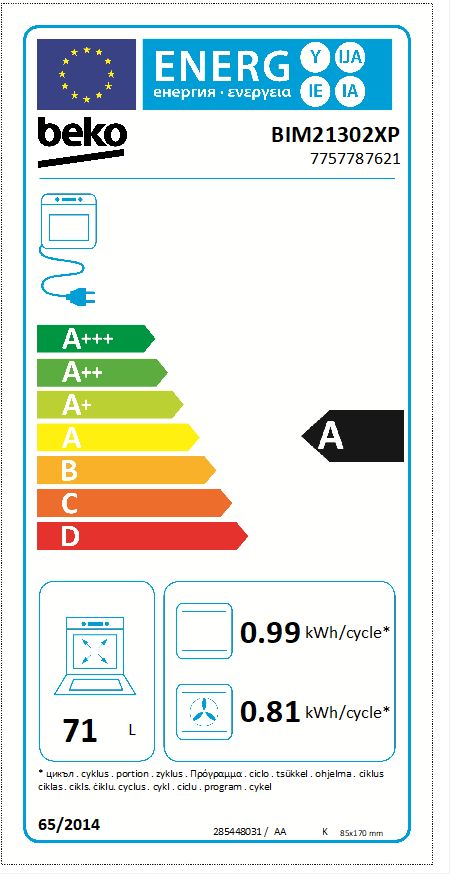 ENERG Y IJA
енергия · ενεργεια IE IA
beko
BIM21302XP
7757787621
A+++
A++
A+
A
A
B
C
D
0.99 kWh/cycle*
71 L
0.81 kWh/cycle*
* цикъл . cyklus . portion . zyklus . Πρόγραμμα . ciclo . tsükkel . ohjelma . ciklus
ciklas . cikls. ċiklu. cyclus . cykl . ciclu . program . cykel
65/2014
285448031 / AA K 85x170 mm